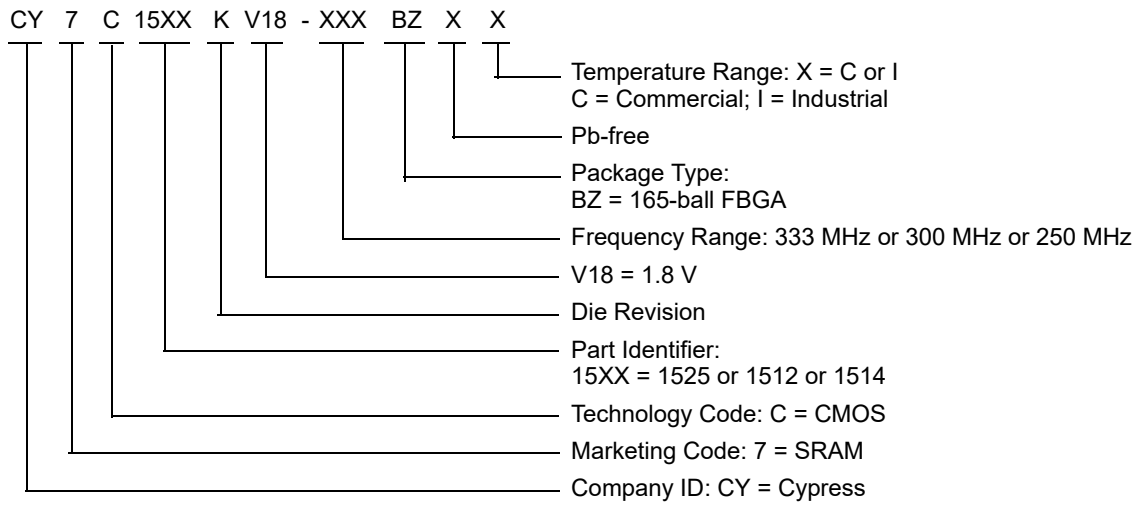 CY 7 C 15XX K V18 - XXX BZ X X
Temperature Range: X = C or I
C = Commercial; I = Industrial
Pb-free
Package Type:
BZ = 165-ball FBGA
Frequency Range: 333 MHz or 300 MHz or 250 MHz
V18 = 1.8 V
Die Revision
Part Identifier:
15XX = 1525 or 1512 or 1514
Technology Code: C = CMOS
Marketing Code: 7 = SRAM
Company ID: CY = Cypress